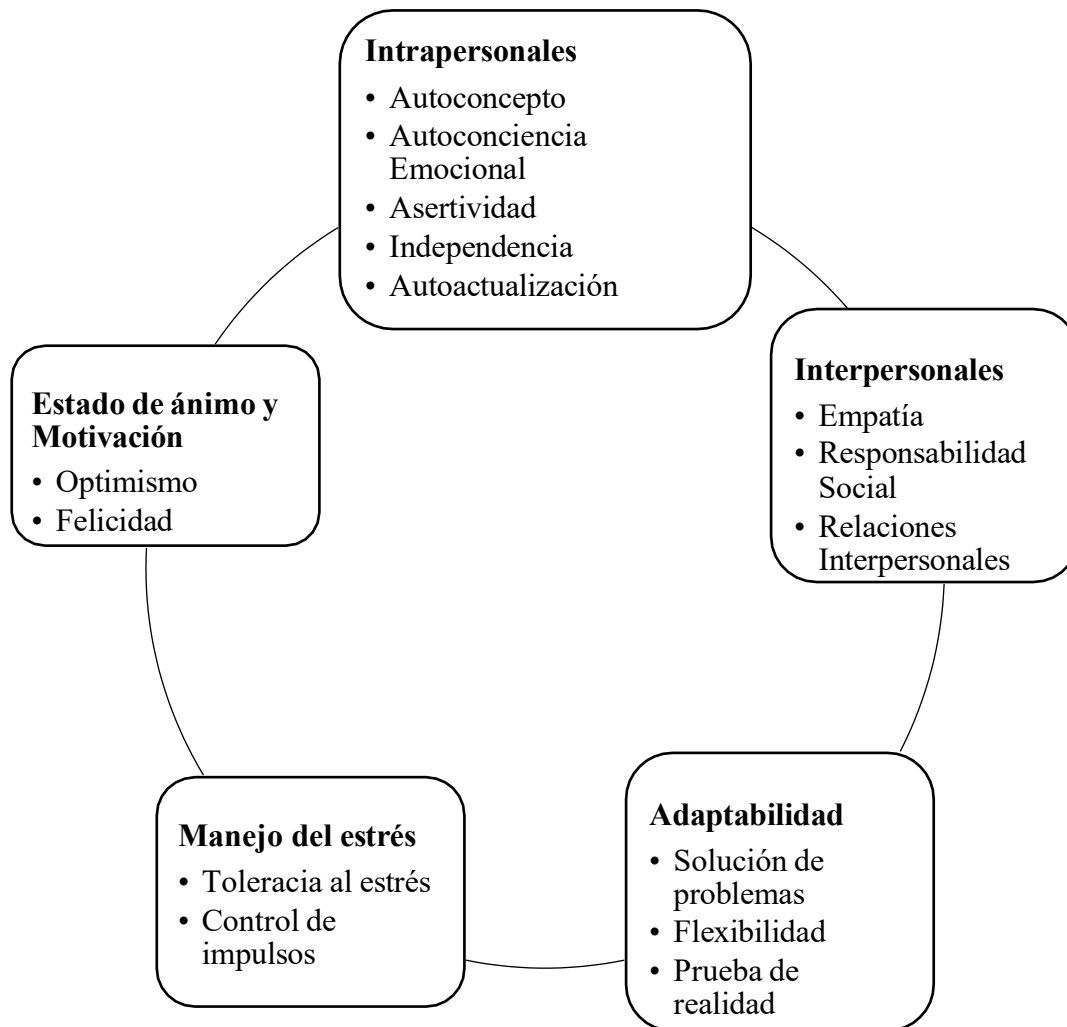 Intrapersonales
• Autoconcepto
• Autoconciencia
Emocional
• Asertividad
• Independencia
• Autoactualización
Interpersonales
• Empatía
• Responsabilidad
Social
• Relaciones
Interpersonales
Adaptabilidad
• Solución de
problemas
• Flexibilidad
• Prueba de
realidad
Manejo del estrés
• Toleracia al estrés
• Control de
impulsos
Estado de ánimo y
Motivación
• Optimismo
• Felicidad